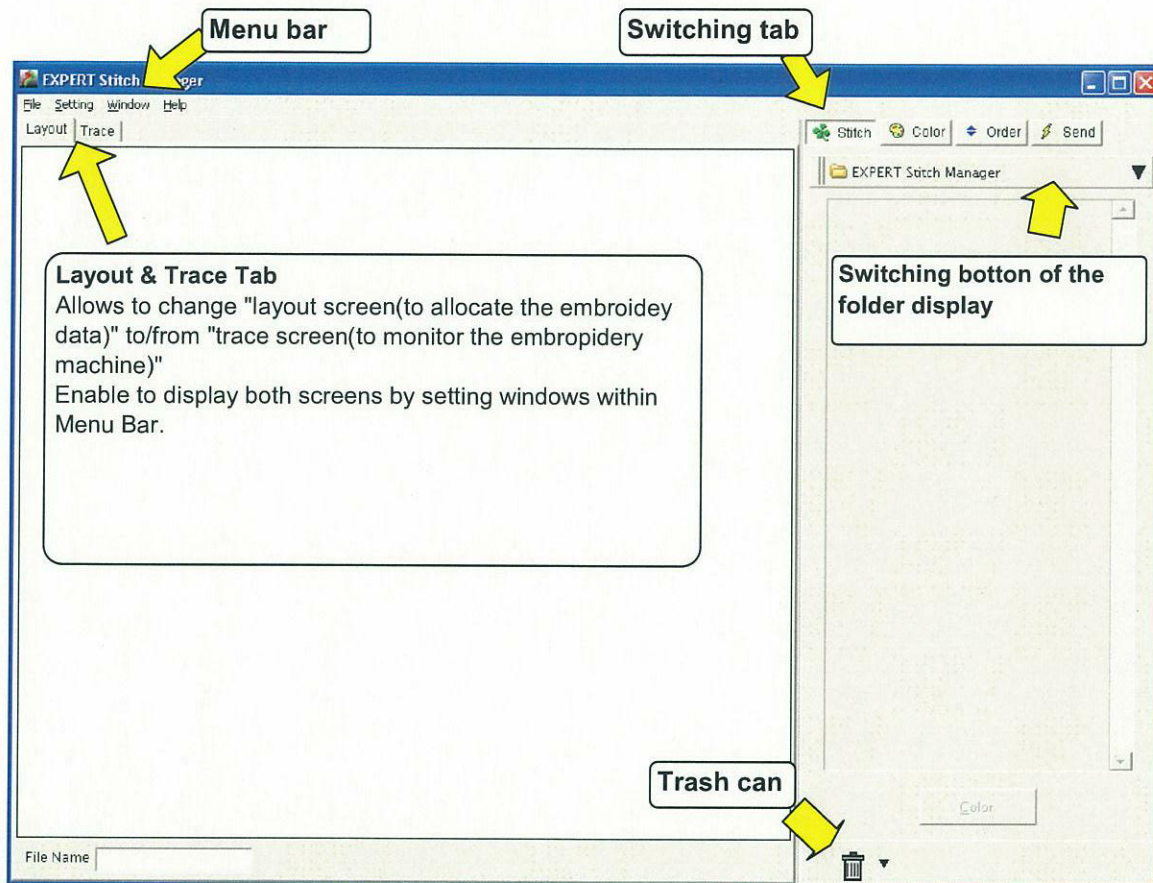 Menu bar
Switching tab
EXPERT Stitch ager
File Setting Window Help
Layout Trace
Stitch Color Order Send
EXPERT Stitch Manager
Layout & Trace Tab
Allows to change "layout screen(to allocate the embroidey
data)" to/from "trace screen(to monitor the embropidery
machine)"
Enable to display both screens by setting windows within
Menu Bar.
Switching botton of the
folder display
Trash can
Color
File Name